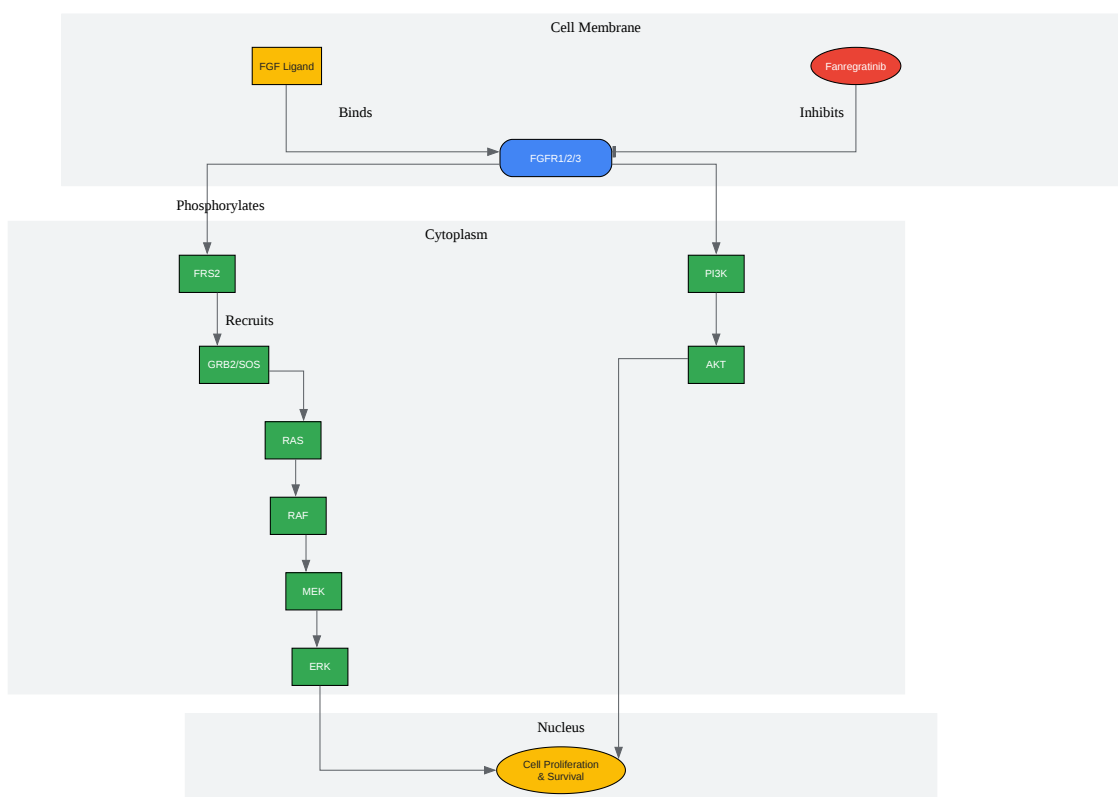 Cell Membrane
FGF Ligand
Fanregratinib
Binds
Inhibits
FGFR1/2/3
Phosphorylates
Cytoplasm
FRS2
PI3K
Recruits
GRB2/SOS
AKT
RAS
RAF
MEK
ERK
Nucleus
Cell Proliferation
& Survival